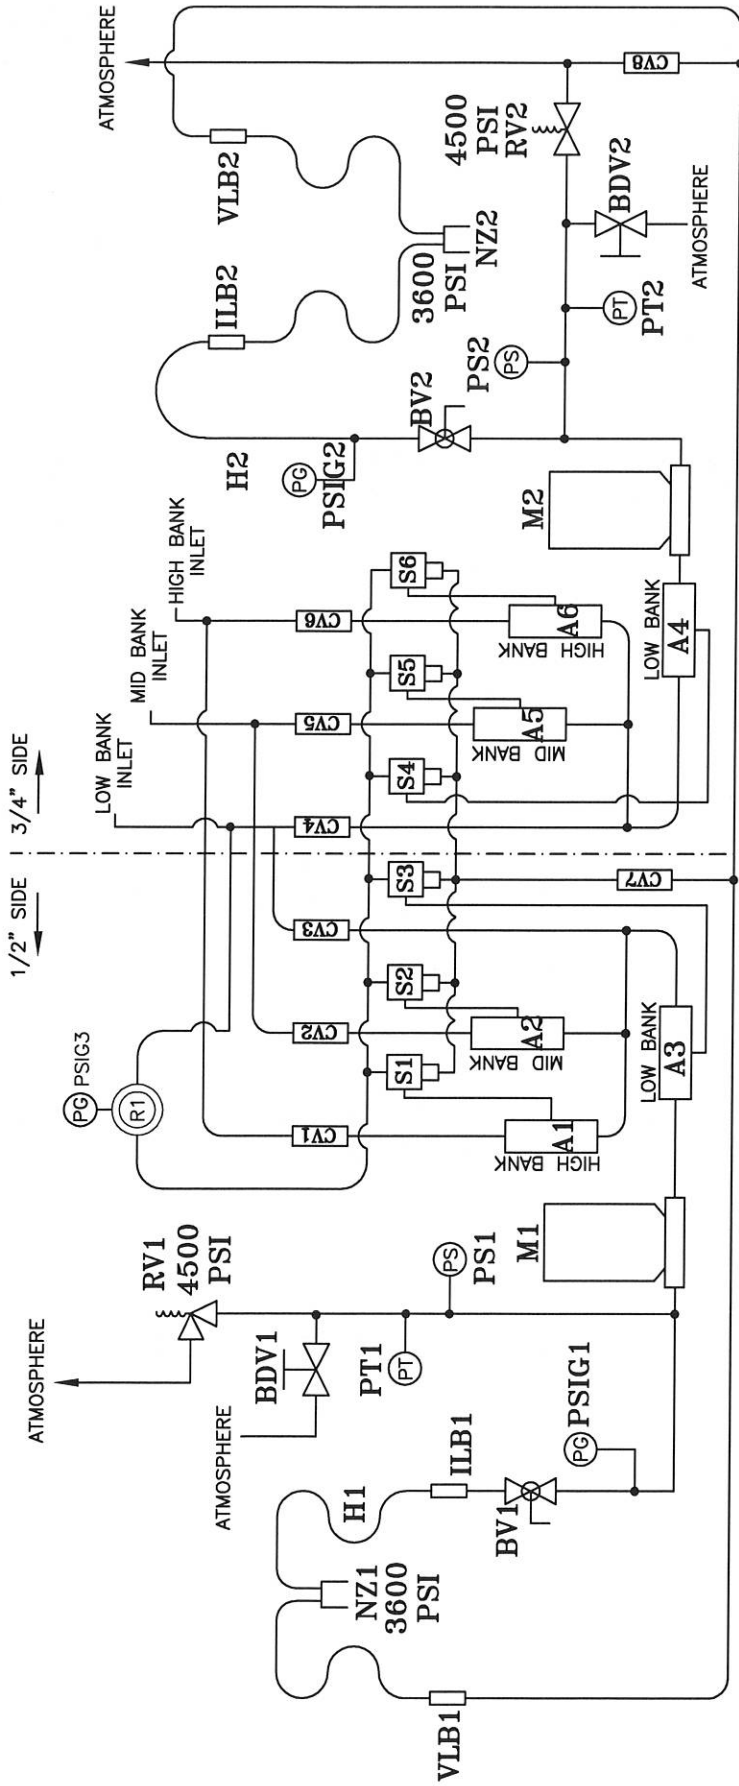 1/2" SIDE
3/4" SIDE
ATMOSPHERE
RV1
4500
PSI
BDV1
ATMOSPHERE
PT
PT1
PS
PS1
NZ1
3600
PSI
H1
ILB1
VLB1
BV1
PG
PSIG1
M1
PG
PSIG3
R1
LOW BANK
INLET
MID BANK
INLET
HIGH BANK
INLET
CV1
CV2
CV3
CV4
CV5
CV6
S1
S2
S3
S4
S5
S6
A1
HIGH BANK
A2
MID BANK
LOW BANK
A3
CV7
A5
MID BANK
A6
HIGH BANK
LOW BANK
A4
M2
H2
PG
PSIG2
BV2
ILB2
VLB2
3600
PSI
NZ2
PS2
PS
PT
PT2
4500
PSI
RV2
BDV2
ATMOSPHERE
CV8
ATMOSPHERE